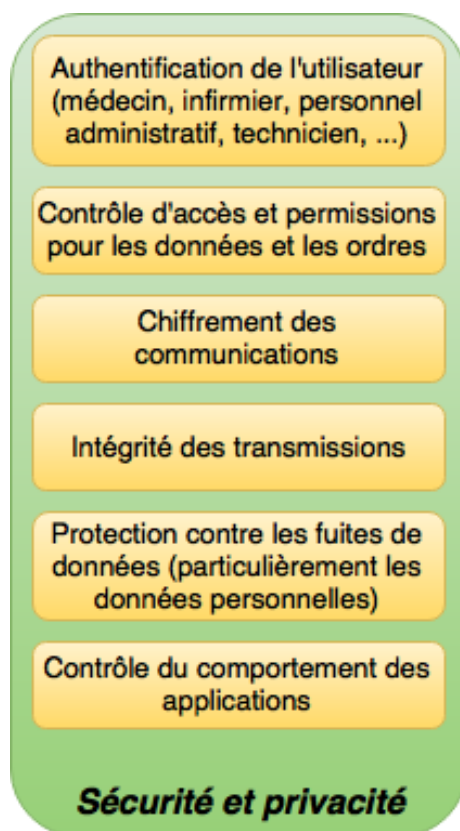 Authentification de l'utilisateur
(médecin, infirmier, personnel
administratif, technicien, ...)
Contrôle d'accès et permissions
pour les données et les ordres
Chiffrement des
communications
Intégrité des transmissions
Protection contre les fuites de
données (particulièrement les
données personnelles)
Contrôle du comportement des
applications
Sécurité et privacité